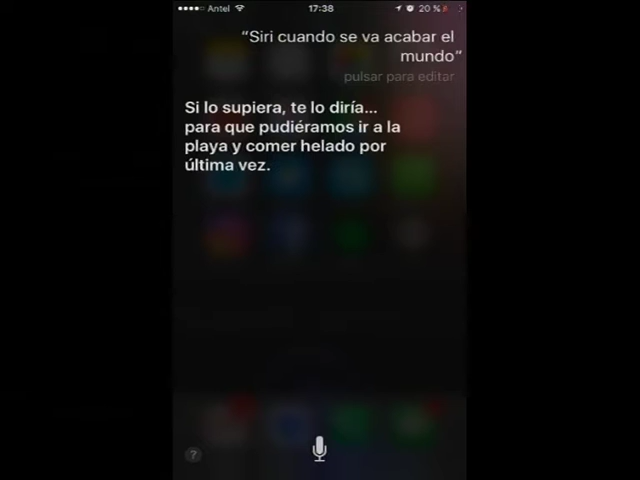 Antel 17:38 20 %
“Siri cuando se va acabar el
mundo”
pulsar para editar
Si lo supiera, te lo diría...
para que pudiéramos ir a la
playa y comer helado por
última vez.
?